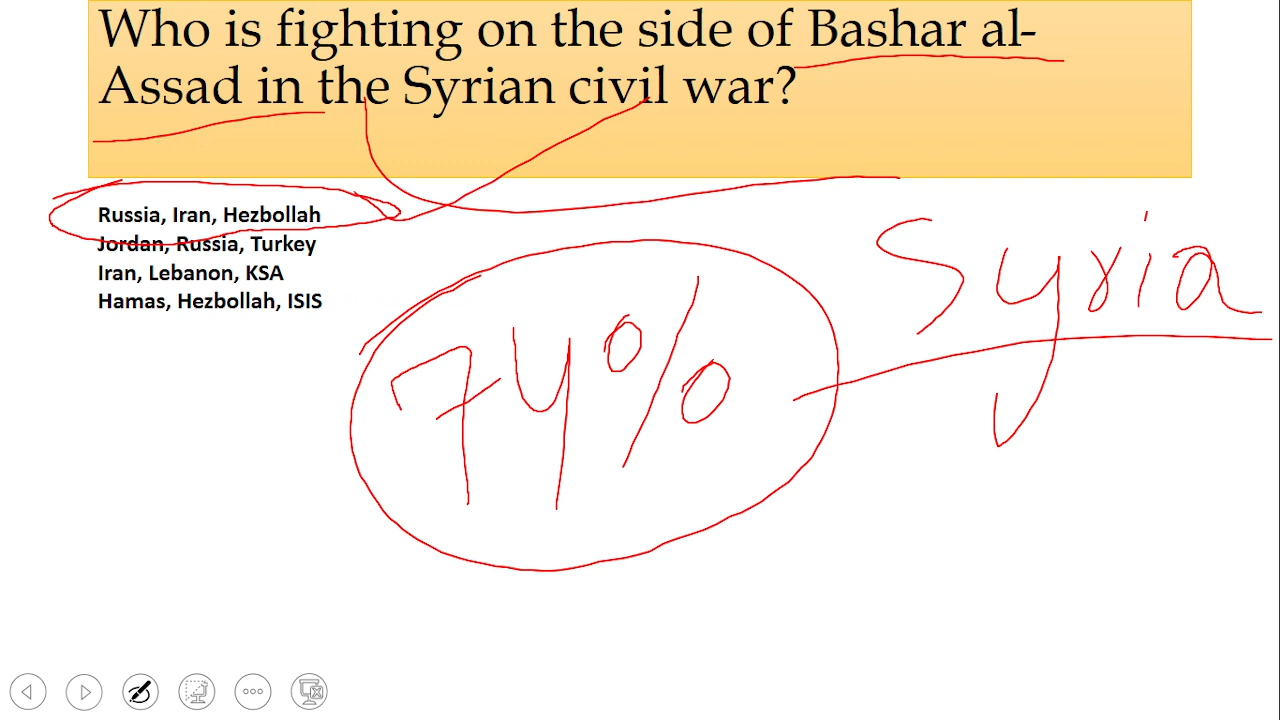 Who is fighting on the side of Bashar al-
Assad in the Syrian civil war?
Russia, Iran, Hezbollah
Jordan, Russia, Turkey
Iran, Lebanon, KSA
Hamas, Hezbollah, ISIS
74%
Syria